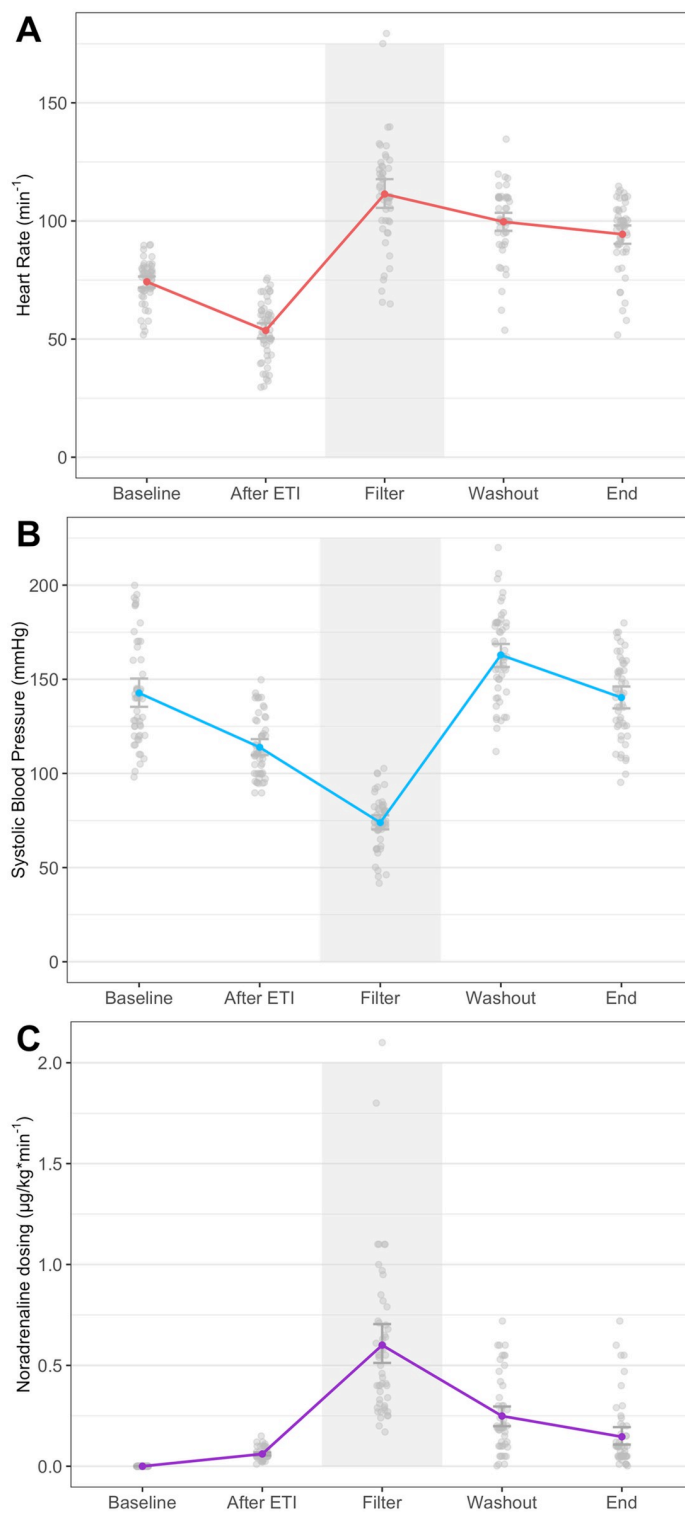 A
Heart Rate (min⁻¹)
150
100
50
0
Baseline After ETI Filter Washout End
B
Systolic Blood Pressure (mmHg)
200
150
100
50
0
Baseline After ETI Filter Washout End
C
Noradrenaline dosing (µg/kg*min⁻¹)
2.0
1.5
1.0
0.5
0.0
Baseline After ETI Filter Washout End